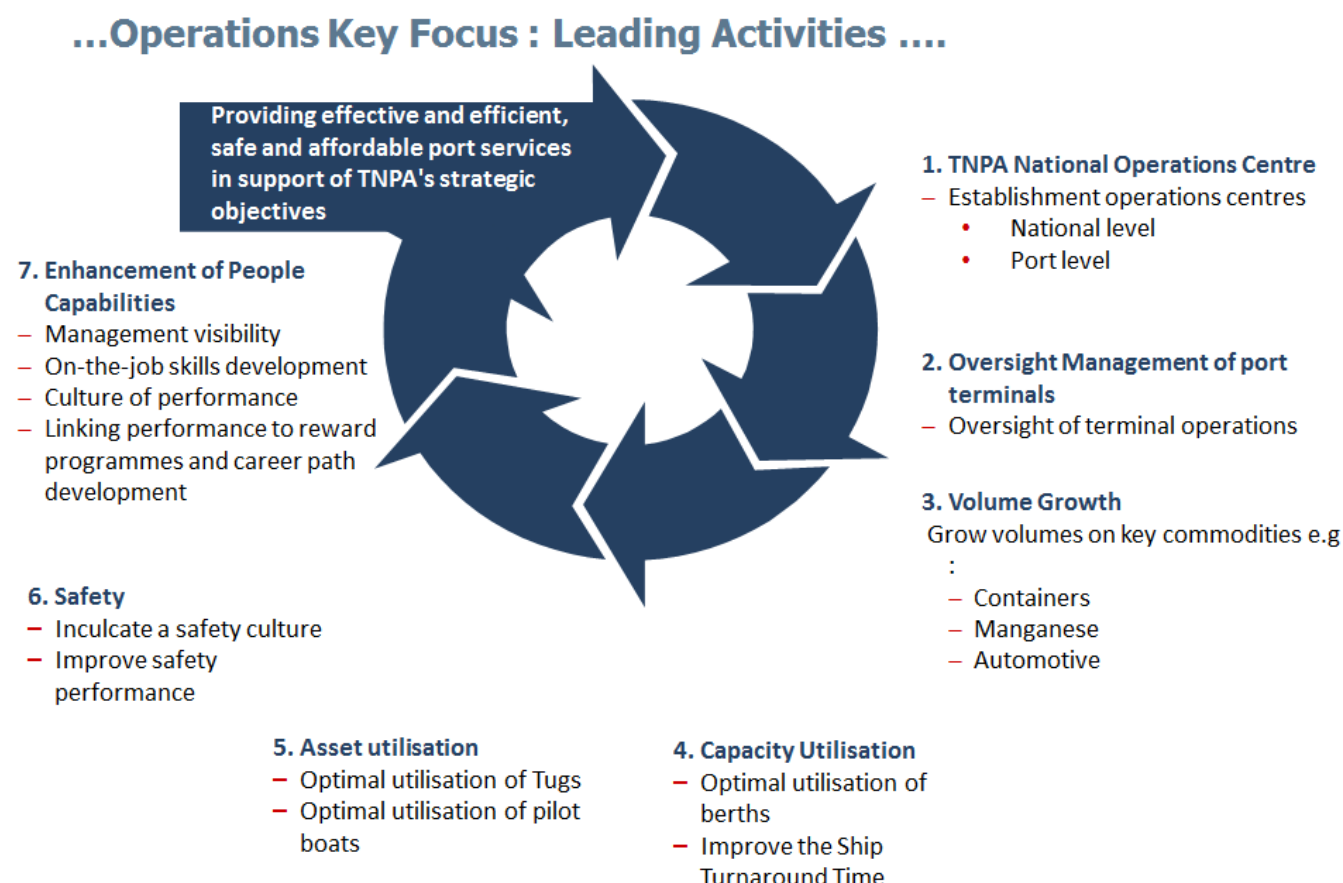 ...Operations Key Focus : Leading Activities ....
Providing effective and efficient,
safe and affordable port services
in support of TNPA's strategic
objectives
1. TNPA National Operations Centre
– Establishment operations centres
• National level
• Port level
2. Oversight Management of port
terminals
– Oversight of terminal operations
3. Volume Growth
Grow volumes on key commodities e.g
:
– Containers
– Manganese
– Automotive
4. Capacity Utilisation
– Optimal utilisation of
berths
– Improve the Ship
Turnaround Time
5. Asset utilisation
– Optimal utilisation of Tugs
– Optimal utilisation of pilot
boats
6. Safety
– Inculcate a safety culture
– Improve safety
performance
7. Enhancement of People
Capabilities
– Management visibility
– On-the-job skills development
– Culture of performance
– Linking performance to reward
programmes and career path
development